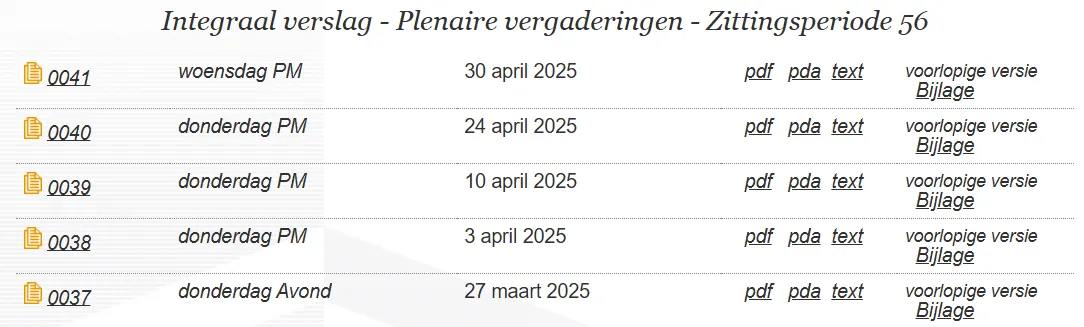 Integraal verslag - Plenaire vergaderingen - Zittingsperiode 56
0041 woensdag PM 30 april 2025 pdf pda text voorlopige versie
Bijlage
0040 donderdag PM 24 april 2025 pdf pda text voorlopige versie
Bijlage
0039 donderdag PM 10 april 2025 pdf pda text voorlopige versie
Bijlage
0038 donderdag PM 3 april 2025 pdf pda text voorlopige versie
Bijlage
0037 donderdag Avond 27 maart 2025 pdf pda text voorlopige versie
Bijlage